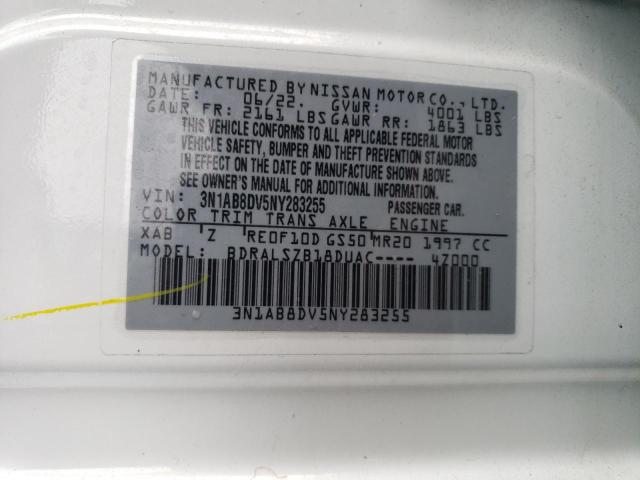 MANUFACTURED BY NISSAN MOTOR CO., LTD.
DATE: 06/22. GVWR: 4001 LBS
GAWR FR: 2161 LBS GAWR RR: 1863 LBS
THIS VEHICLE CONFORMS TO ALL APPLICABLE FEDERAL MOTOR
VEHICLE SAFETY, BUMPER AND THEFT PREVENTION STANDARDS
IN EFFECT ON THE DATE OF MANUFACTURE SHOWN ABOVE.
SEE OWNER'S MANUAL FOR ADDITIONAL INFORMATION.
VIN: 3N1AB8DV5NY283255 PASSENGER CAR.
COLOR TRIM TRANS AXLE ENGINE
XAB Z RE0F10D GS50 MR20 1997 CC
MODEL: BDRALSZB18DUAC---- 4Z000
3N1AB8DV5NY283255